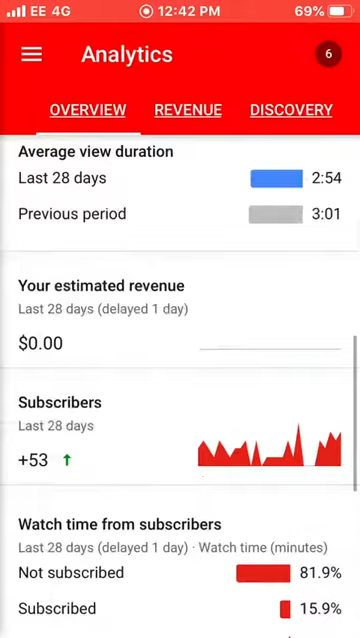 EE 4G 12:42 PM 69%
Analytics 6
OVERVIEW REVENUE DISCOVERY
Average view duration
Last 28 days 2:54
Previous period 3:01
Your estimated revenue
Last 28 days (delayed 1 day)
$0.00
Subscribers
Last 28 days
+53
Watch time from subscribers
Last 28 days (delayed 1 day) · Watch time (minutes)
Not subscribed 81.9%
Subscribed 15.9%